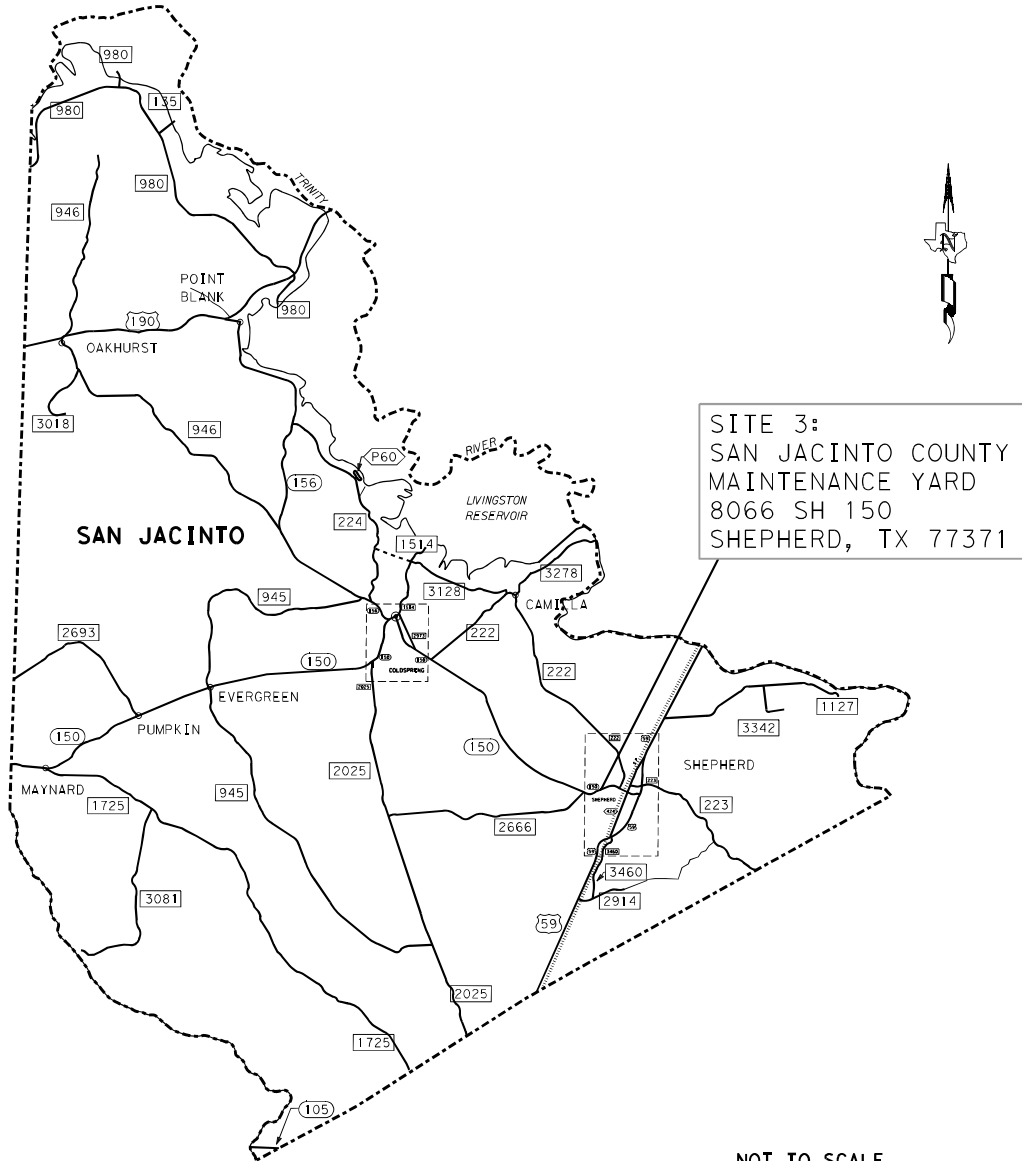 980
980
135
980
946
TRINITY
POINT
BLANK
980
190
OAKHURST
3018
946
P60
RIVER
156
LIVINGSTON
RESERVOIR
224
SAN JACINTO
1514
SITE 3:
SAN JACINTO COUNTY
MAINTENANCE YARD
8066 SH 150
SHEPHERD, TX 77371
3278
3128
945
CAMILLA
2693
222
150
COLDSPRING
EVERGREEN
222
PUMPKIN
150
150
1127
3342
MAYNARD
2025
SHEPHERD
945
1725
SHEPHERD
223
2666
3460
3081
2914
59
2025
1725
105
N
NOT TO SCALE